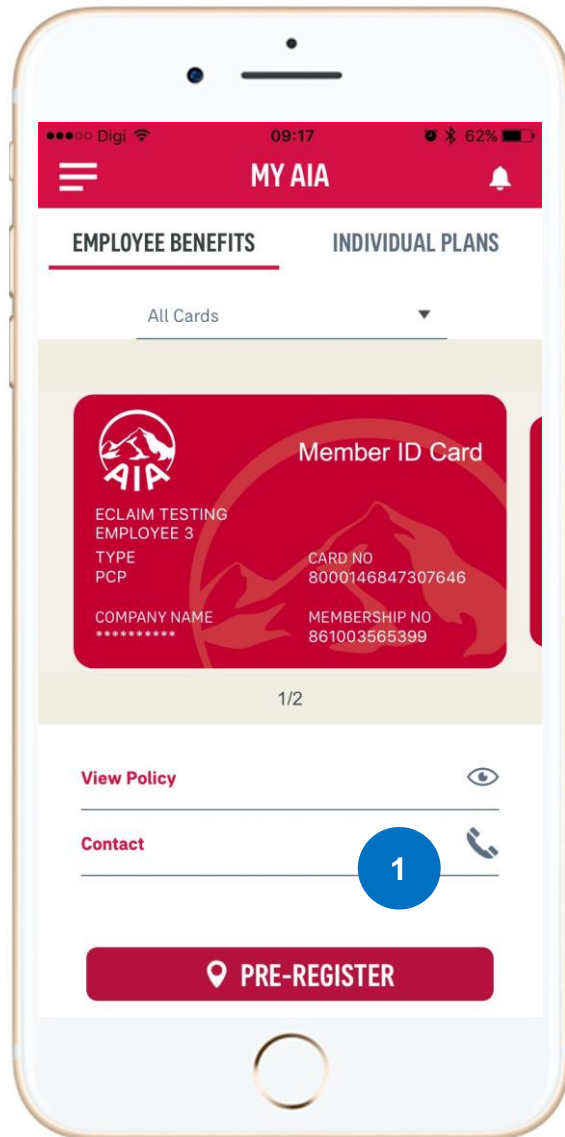 Digi 09:17 62%
MY AIA
EMPLOYEE BENEFITS INDIVIDUAL PLANS
All Cards
AIA
Member ID Card
ECLAIM TESTING
EMPLOYEE 3
TYPE CARD NO
PCP 8000146847307646
COMPANY NAME MEMBERSHIP NO
********** 861003565399
1/2
View Policy
Contact
1
PRE-REGISTER